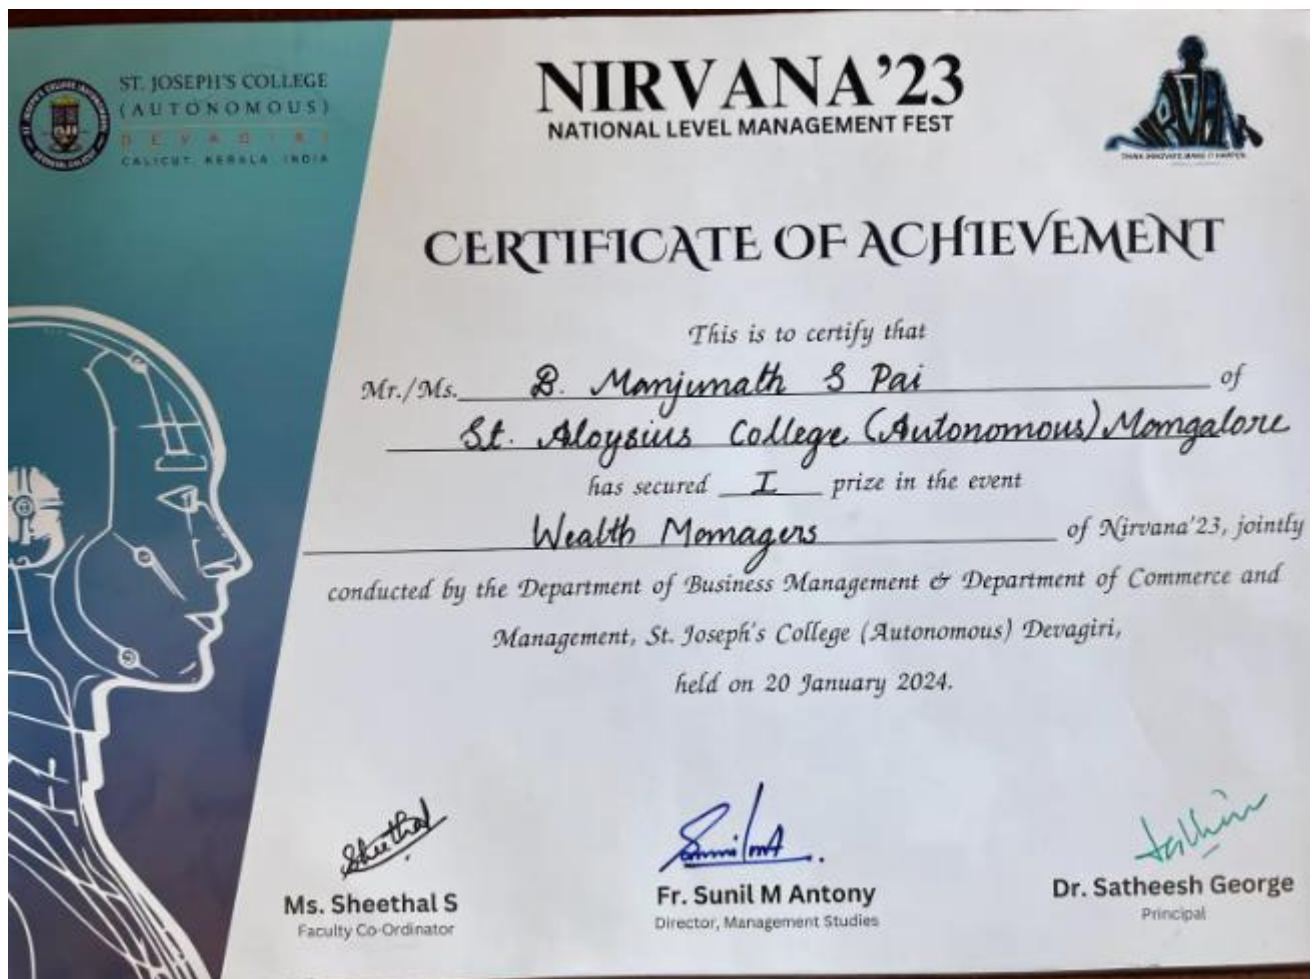 ST. JOSEPH'S COLLEGE
(AUTONOMOUS)
DEVAGIRI
CALICUT KERALA INDIA
NIRVANA'23
NATIONAL LEVEL MANAGEMENT FEST
NIRVANA
CERTIFICATE OF ACHIEVEMENT
This is to certify that
Mr./Ms. B. Manjunath S Pai of
St. Aloysius College (Autonomous) Mangalore
has secured I prize in the event
Wealth Managers of Nirvana'23, jointly
conducted by the Department of Business Management & Department of Commerce and
Management, St. Joseph's College (Autonomous) Devagiri,
held on 20 January 2024.
Sheethal
Ms. Sheethal S
Faculty Co-Ordinator
Fr. Sunil M Antony
Director, Management Studies
Dr. Satheesh George
Principal